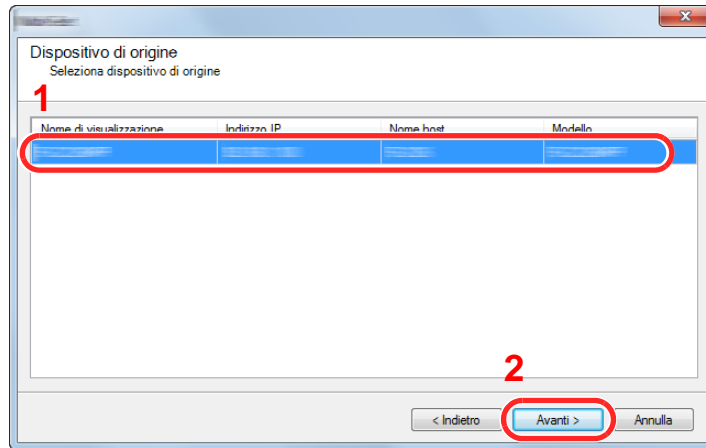 Dispositivo di origine
Seleziona dispositivo di origine
1
Nome di visualizzazione Indirizzo IP Nome host Modello
2
< Indietro Avanti > Annulla